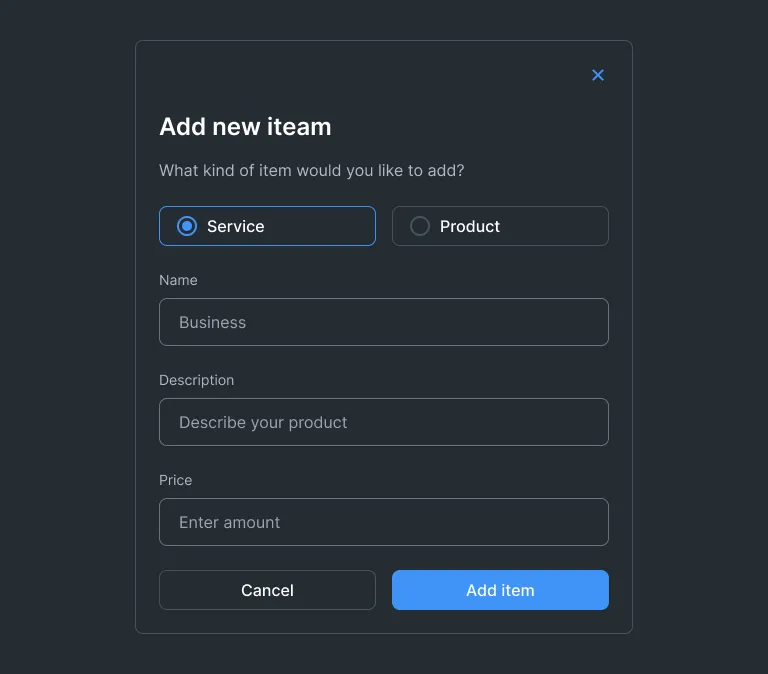 Add new iteam
What kind of item would you like to add?
Service
Product
Name
Business
Description
Describe your product
Price
Enter amount
Cancel
Add item